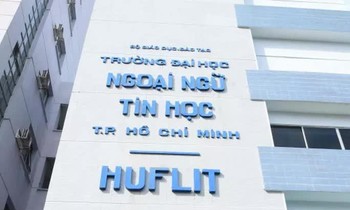 BỘ GIÁO DỤC-ĐÀO TẠO
TRƯỜNG ĐẠI HỌC
NGOẠI NGỮ
TIN HỌC
T.P. HỒ CHÍ MINH
HUFLIT